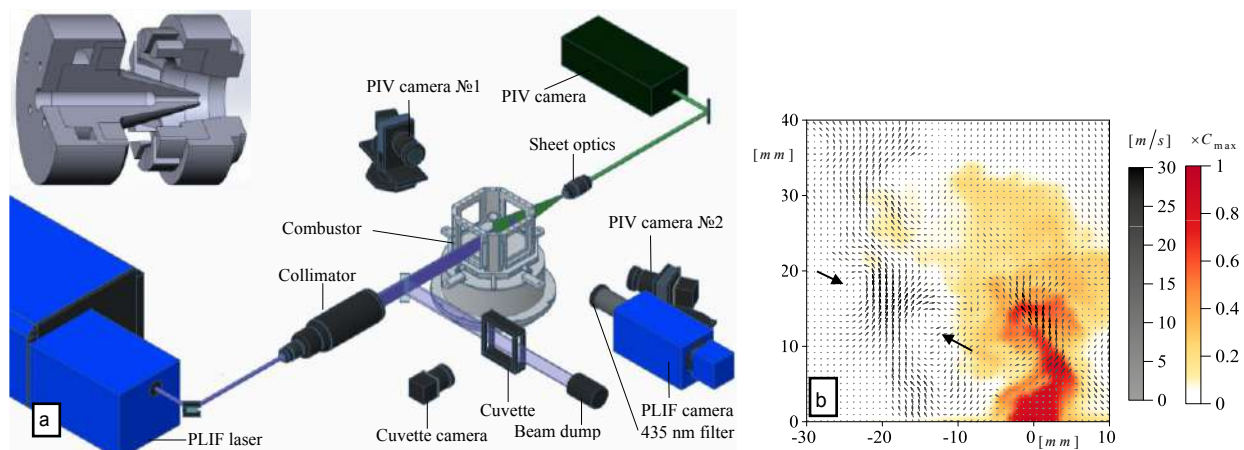 PIV camera №1
PIV camera
Sheet optics
Combustor
PIV camera №2
Collimator
a
PLIF laser
Cuvette camera
Cuvette
Beam dump
PLIF camera
435 nm filter
40
[mm]
30
20
10
0
b
-30
-20
-10
0
[mm]
10
[m/s]
30
25
20
15
10
5
0
×C max
1
0.8
0.6
0.4
0.2
0